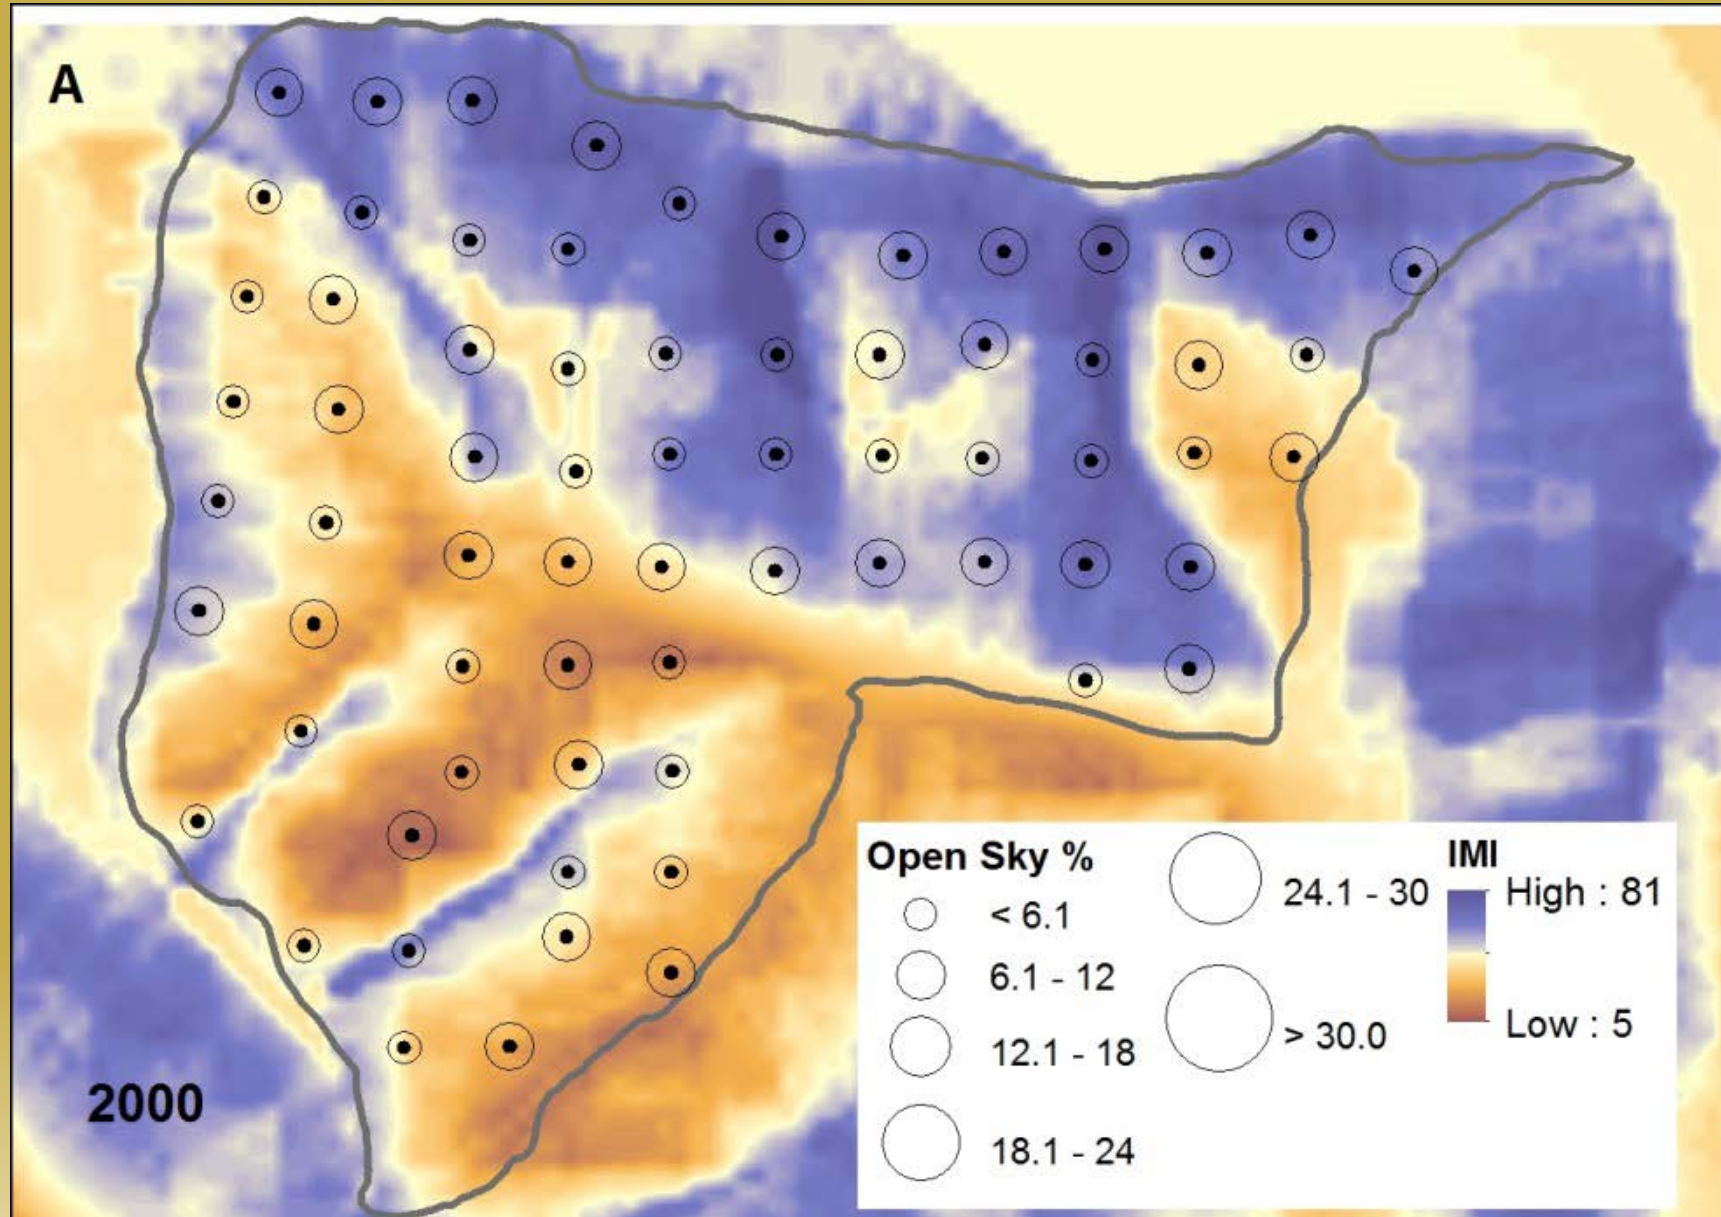 A
2000
Open Sky %
< 6.1
6.1 - 12
12.1 - 18
18.1 - 24
24.1 - 30
> 30.0
IMI
High : 81
Low : 5